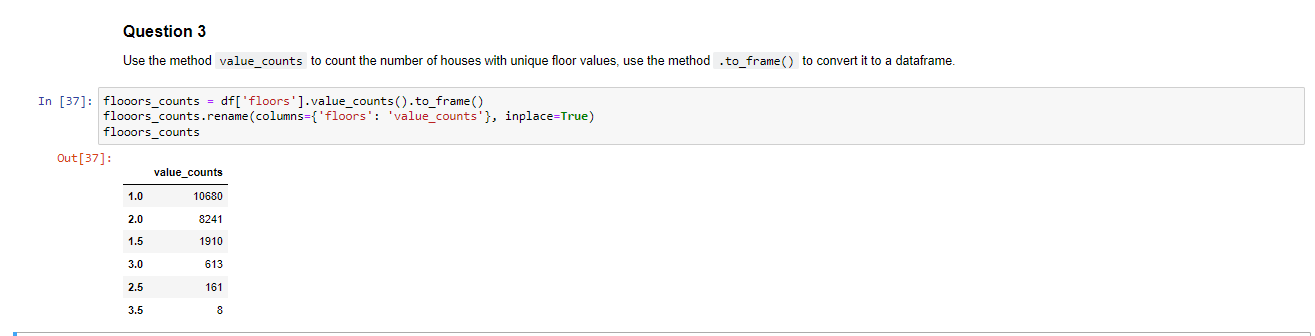 Question 3
Use the method value_counts to count the number of houses with unique floor values, use the method .to_frame() to convert it to a dataframe.
In [37]: flooors_counts = df['floors'].value_counts().to_frame()
flooors_counts.rename(columns={'floors': 'value_counts'}, inplace=True)
flooors_counts
Out[37]:
value_counts
1.0 10680
2.0 8241
1.5 1910
3.0 613
2.5 161
3.5 8